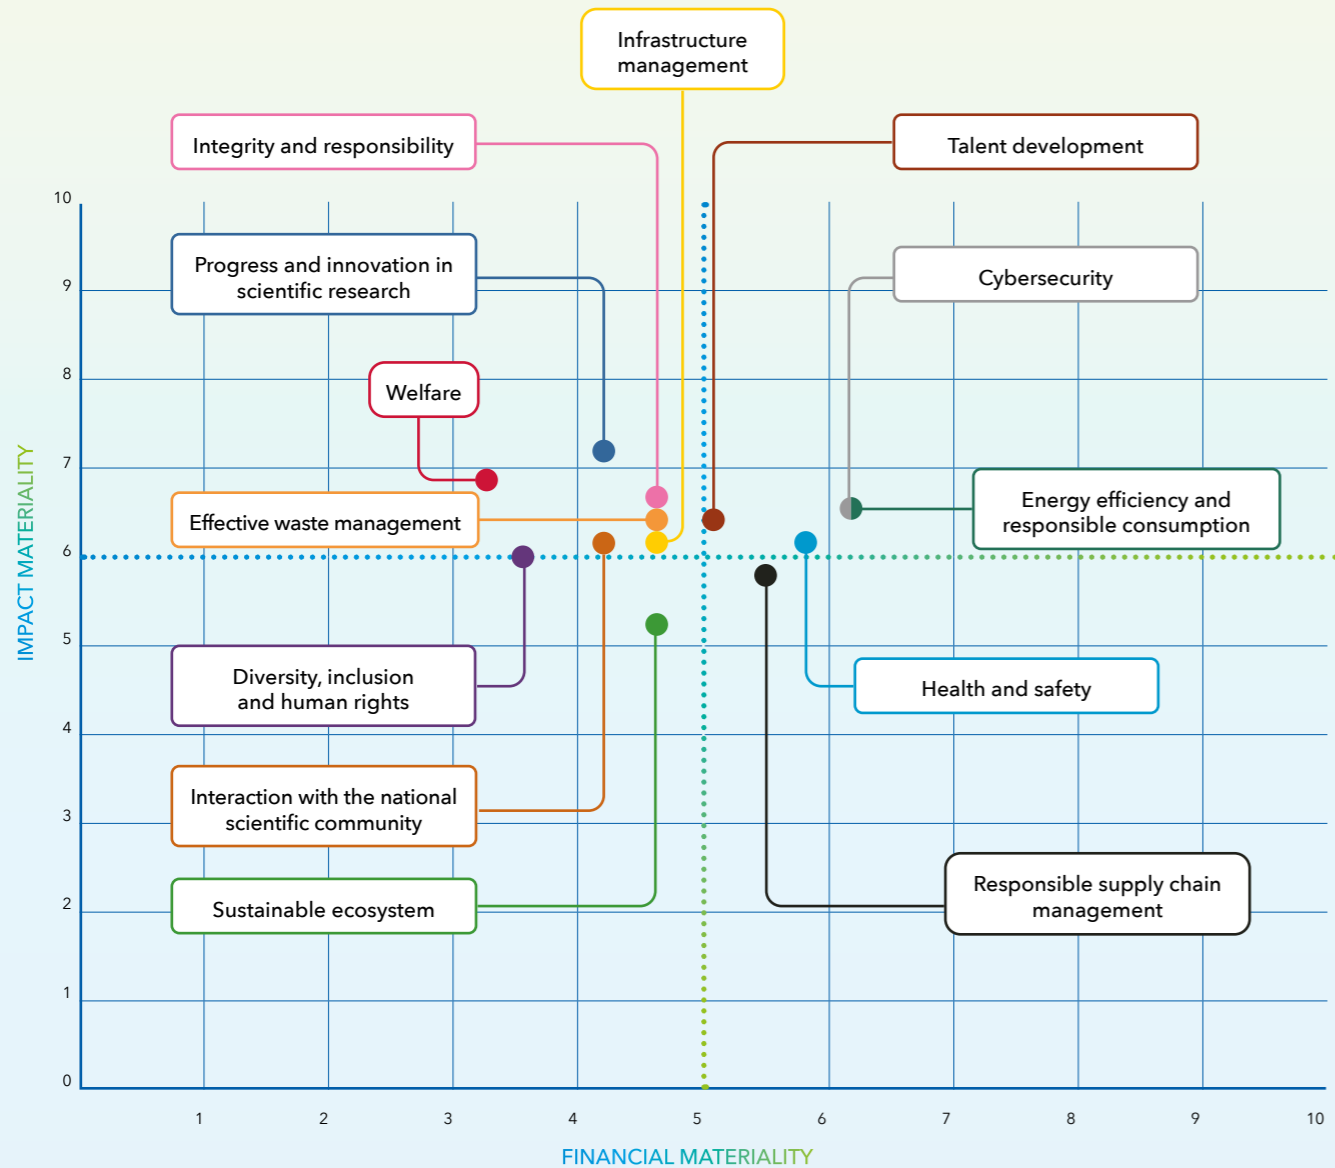 Infrastructure
management
Integrity and responsibility
Talent development
10
Progress and innovation in
scientific research
Cybersecurity
9
8
Welfare
7
Effective waste management
Energy efficiency and
responsible consumption
6
IMPACT MATERIALITY
5
Diversity, inclusion
and human rights
Health and safety
4
Interaction with the national
scientific community
3
Responsible supply chain
management
2
Sustainable ecosystem
1
0
1 2 3 4 5 6 7 8 9 10
FINANCIAL MATERIALITY